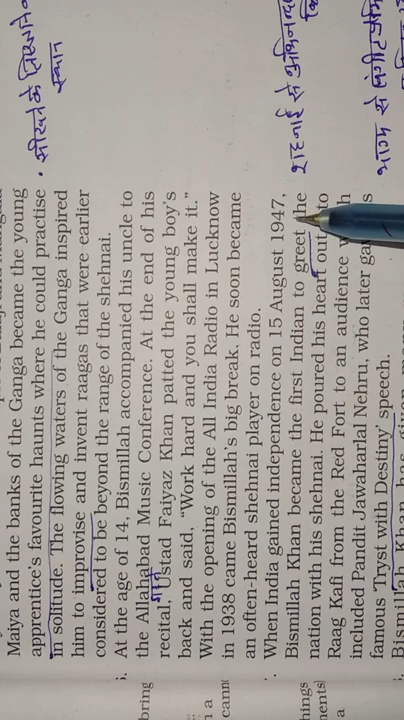 Maiya and the banks of the Ganga became the young
apprentice's favourite haunts where he could practise
in solitude. The flowing waters of the Ganga inspired
him to improvise and invent raagas that were earlier
considered to be beyond the range of the shehnai.
At the age of 14, Bismillah accompanied his uncle to
the Allahabad Music Conference. At the end of his
recital, Ustad Faiyaz Khan patted the young boy's
back and said, "Work hard and you shall make it."
With the opening of the All India Radio in Lucknow
in 1938 came Bismillah's big break. He soon became
an often-heard shehnai player on radio.
When India gained independence on 15 August 1947,
Bismillah Khan became the first Indian to greet
nation with his shehnai. He poured his heart out
Raag Kafi from the Red Fort to an audience
included Pandit Jawaharlal Nehru, who later
famous 'Tryst with Destiny' speech.
Bismillah Khan has given many
bring
a
hings
a
स्थान
शहनाई से
भाग्य से